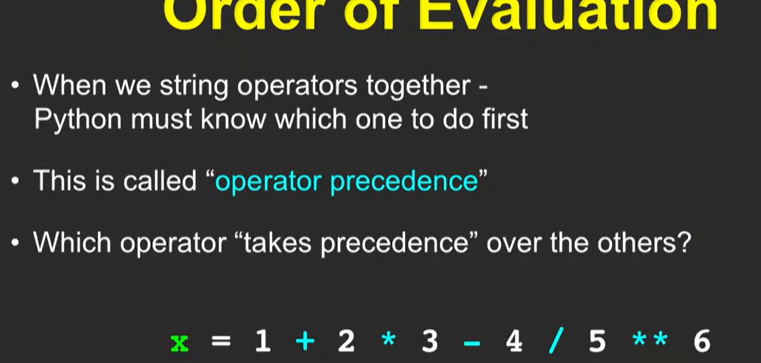 Order of Evaluation
• When we string operators together -
Python must know which one to do first
• This is called “operator precedence”
• Which operator “takes precedence” over the others?
x = 1 + 2 * 3 - 4 / 5 ** 6